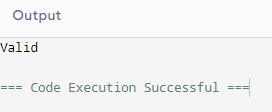 Output
Valid
=== Code Execution Successful ===